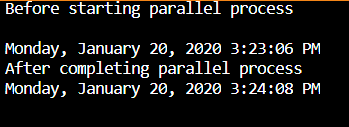 Before starting parallel process
Monday, January 20, 2020 3:23:06 PM
After completing parallel process
Monday, January 20, 2020 3:24:08 PM